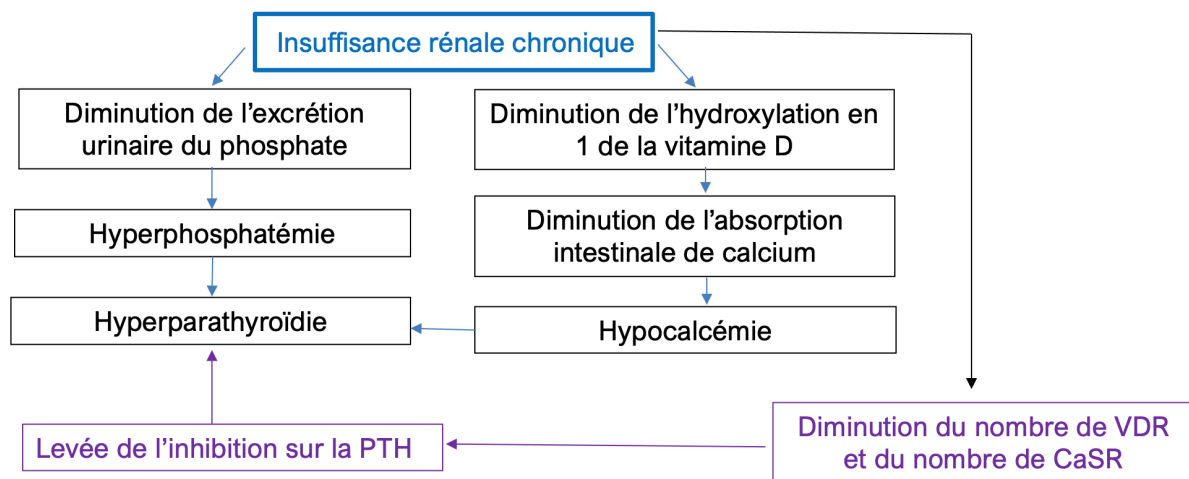 Insuffisance rénale chronique
Diminution de l’excrétion
urinaire du phosphate
Diminution de l’hydroxylation en
1 de la vitamine D
Hyperphosphatémie
Diminution de l’absorption
intestinale de calcium
Hyperparathyroïdie
Hypocalcémie
Levée de l’inhibition sur la PTH
Diminution du nombre de VDR
et du nombre de CaSR